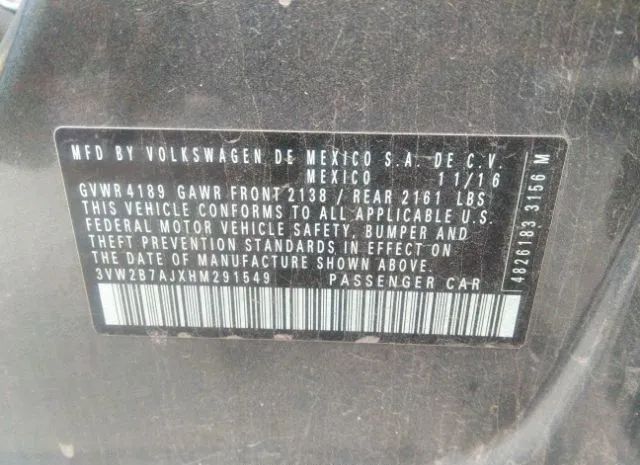 MFD BY VOLKSWAGEN DE MEXICO S.A. DE C.V.
MEXICO 11/16
GVWR 4189 GAWR FRONT 2138 / REAR 2161 LBS
THIS VEHICLE CONFORMS TO ALL APPLICABLE U.S.
FEDERAL MOTOR VEHICLE SAFETY, BUMPER AND
THEFT PREVENTION STANDARDS IN EFFECT ON
THE DATE OF MANUFACTURE SHOWN ABOVE.
3VW2B7AJXHM291549 PASSENGER CAR
4826183 3156 M